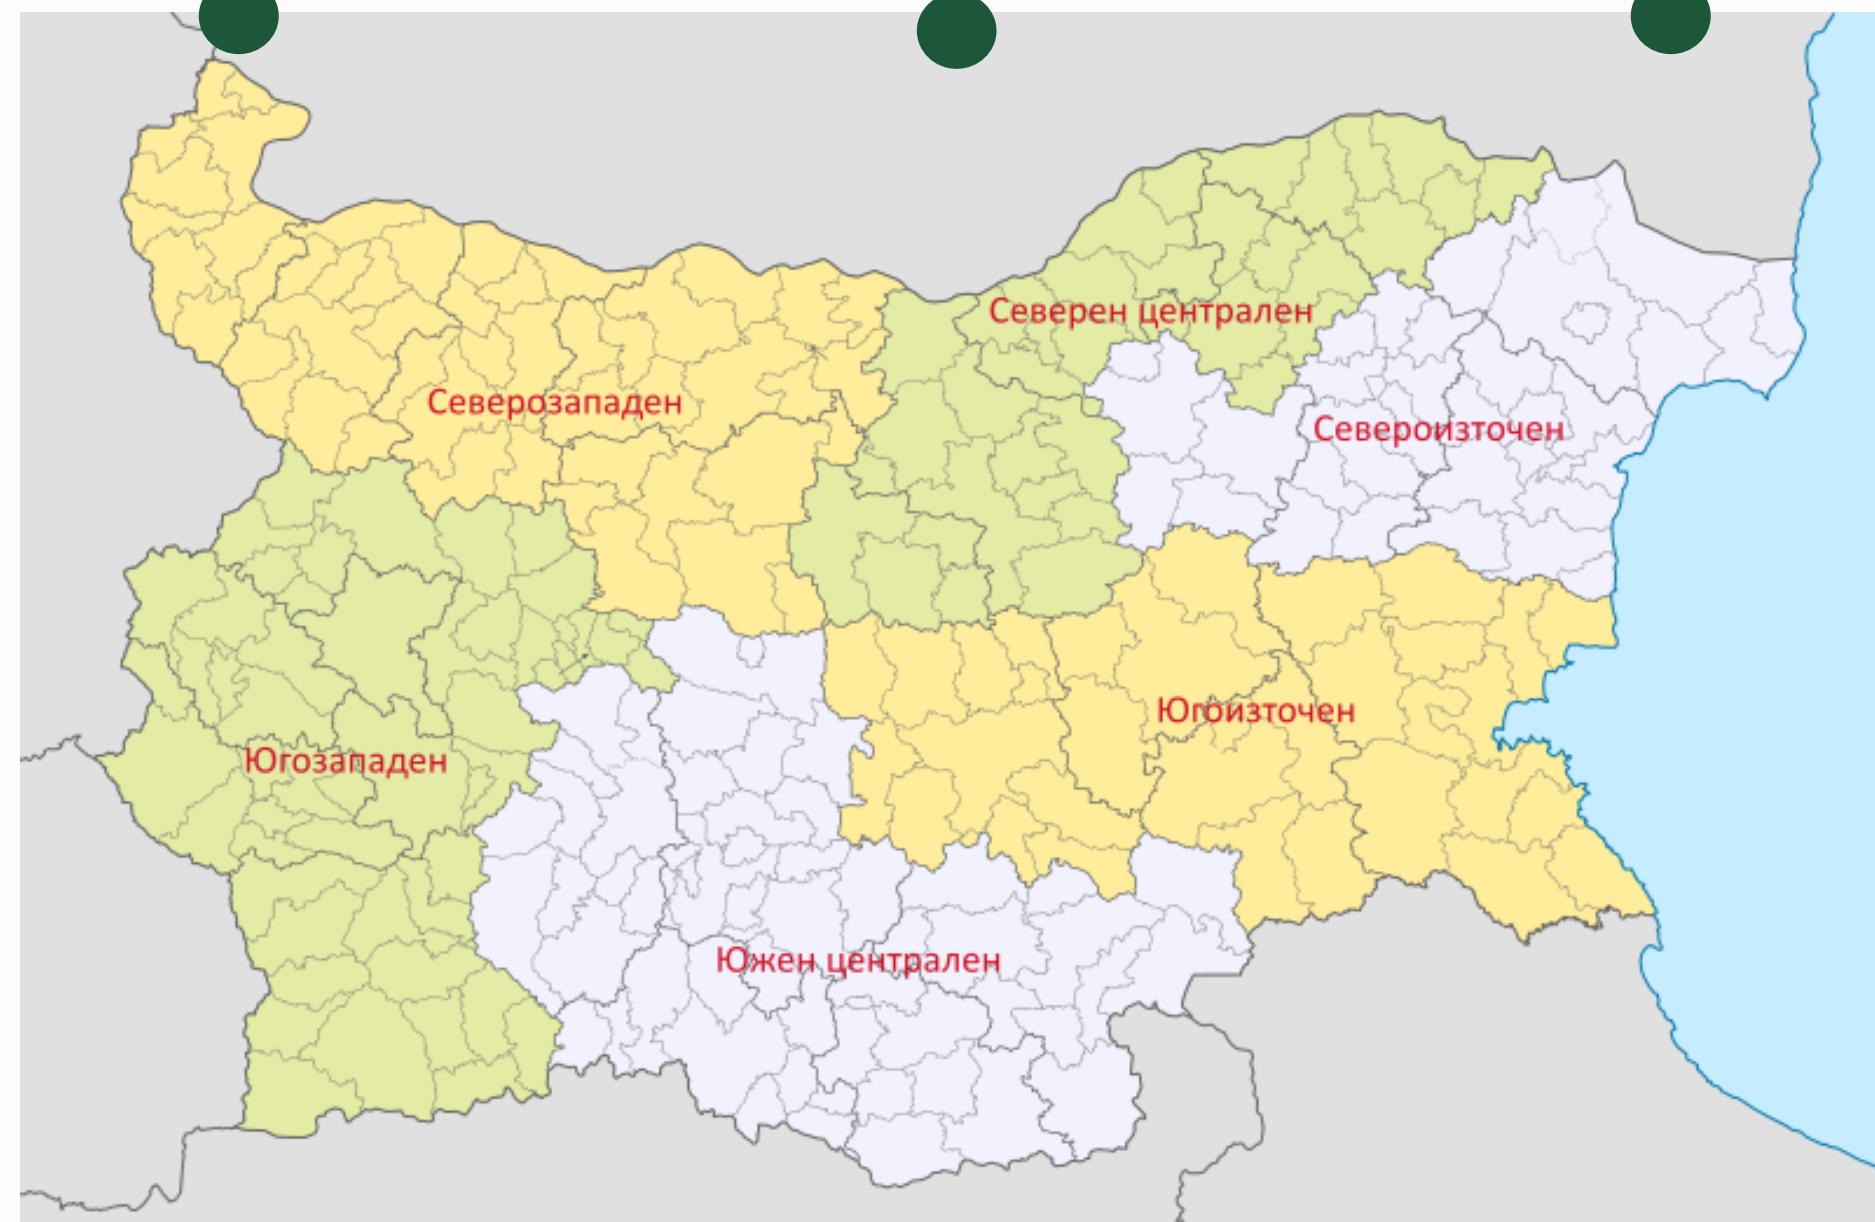 Северен централен
Северозападен
Североизточен
Югоизточен
Югозападен
Южен централен